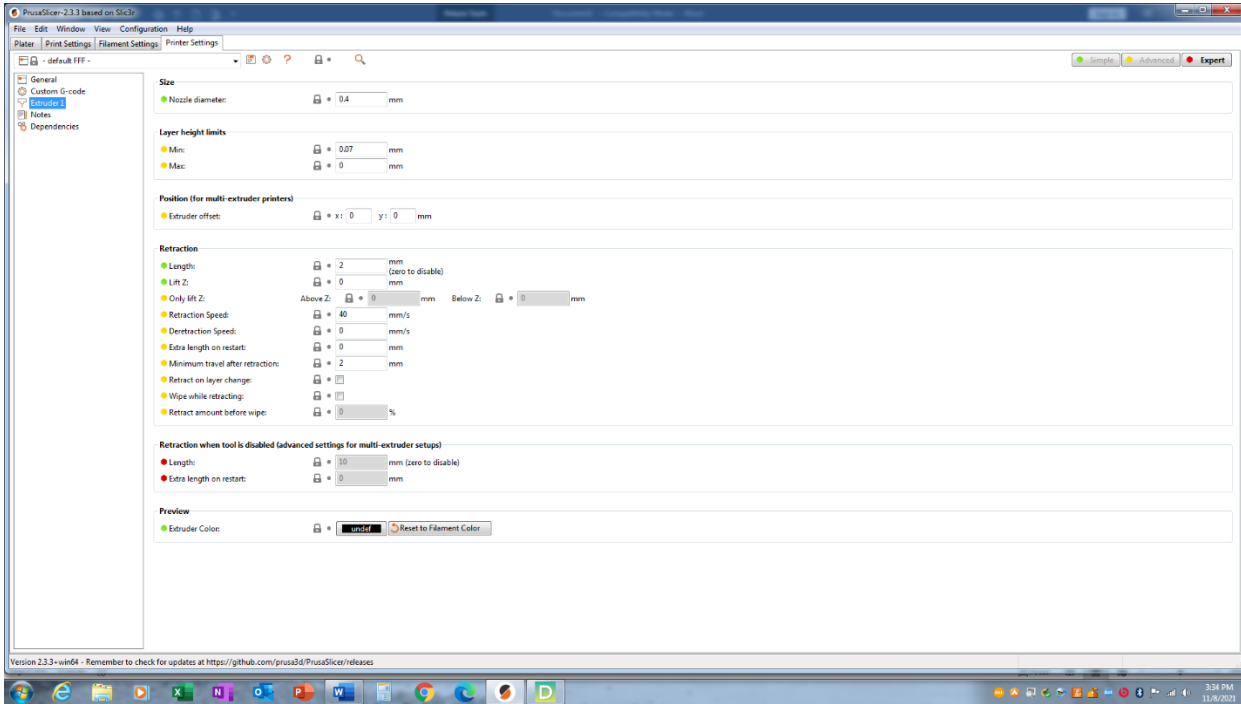 PrusaSlicer-2.3.3 based on Slic3r
File Edit Window View Configuration Help
Plater Print Settings Filament Settings Printer Settings
- default FFF - ? Simple Advanced Expert
General
Custom G-code
Extruder 1
Notes
Dependencies
Size
Nozzle diameter: 0.4 mm
Layer height limits
Min: 0.07 mm
Max: 0 mm
Position (for multi-extruder printers)
Extruder offset: x: 0 y: 0 mm
Retraction
Length: 2 mm
(zero to disable)
Lift Z: 0 mm
Only lift Z: Above Z: 0 mm Below Z: 0 mm
Retraction Speed: 40 mm/s
Deretraction Speed: 0 mm/s
Extra length on restart: 0 mm
Minimum travel after retraction: 2 mm
Retract on layer change:
Wipe while retracting:
Retract amount before wipe: 0 %
Retraction when tool is disabled (advanced settings for multi-extruder setups)
Length: 10 mm (zero to disable)
Extra length on restart: 0 mm
Preview
Extruder Color: undef Reset to Filament Color
Version 2.3.3+win64 - Remember to check for updates at https://github.com/prusa3d/PrusaSlicer/releases
3:34 PM
11/8/2021